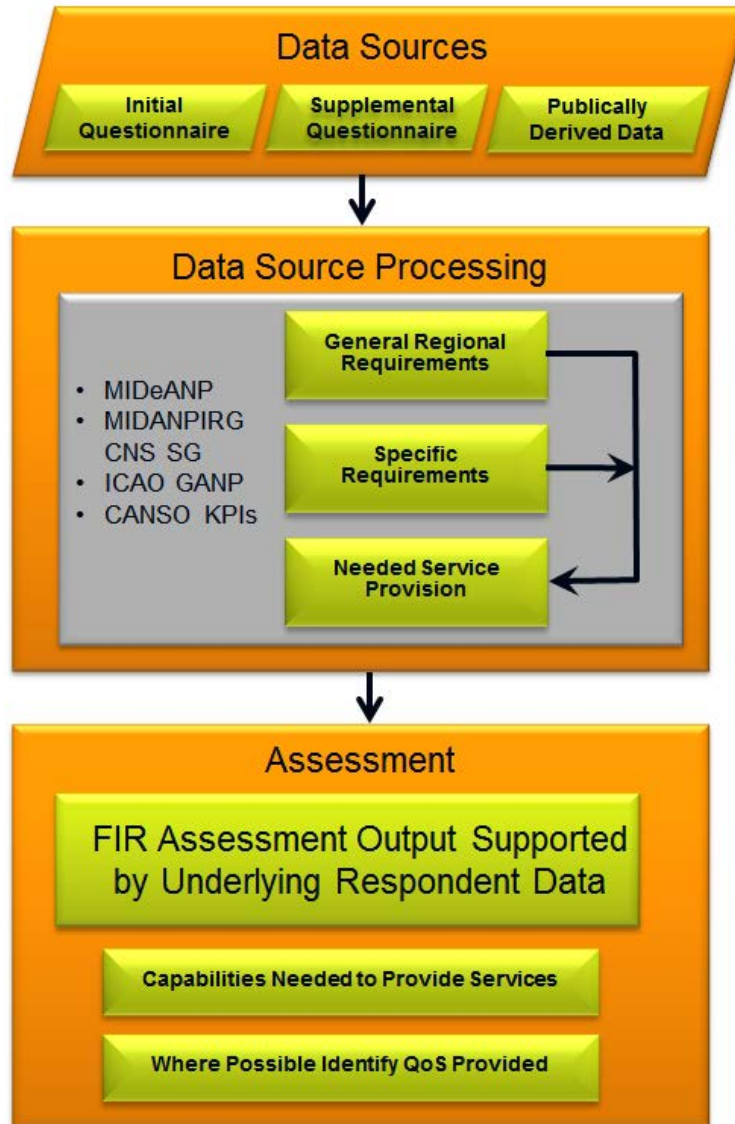 Data Sources
Initial
Questionnaire
Supplemental
Questionnaire
Publically
Derived Data
Data Source Processing
• MIDeANP
• MIDANPIRG
CNS SG
• ICAO GANP
• CANSO KPIs
General Regional
Requirements
Specific
Requirements
Needed Service
Provision
Assessment
FIR Assessment Output Supported
by Underlying Respondent Data
Capabilities Needed to Provide Services
Where Possible Identify QoS Provided